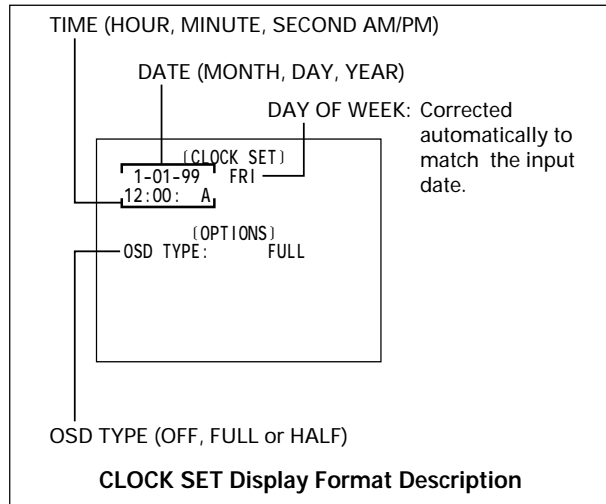 TIME (HOUR, MINUTE, SECOND AM/PM)
DATE (MONTH, DAY, YEAR)
DAY OF WEEK: Corrected
automatically to
match the input
date.
(CLOCK SET)
1-01-99 FRI
12:00: A
(OPTIONS)
OSD TYPE: FULL
OSD TYPE (OFF, FULL or HALF)
CLOCK SET Display Format Description